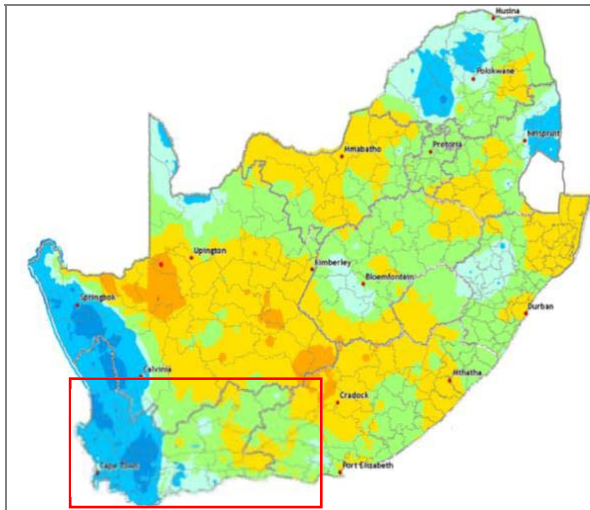 Musina
Polokwane
Nelspruit
Mmabatho
Pretoria
Upington
Kimberley
Bloemfontein
Springbok
Durban
Calvinia
Mthatha
Cradock
Cape Town
Port Elizabeth